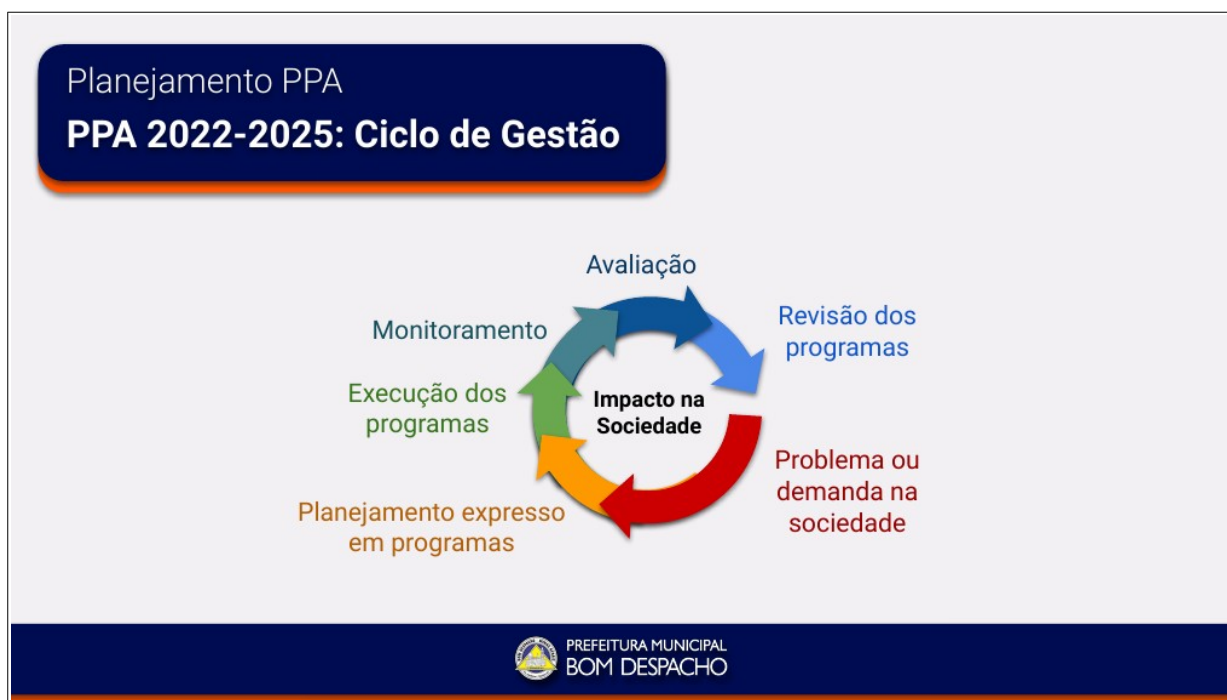 Planejamento PPA
PPA 2022-2025: Ciclo de Gestão
Avaliação
Revisão dos
programas
Monitoramento
Execução dos
programas
Impacto na
Sociedade
Problema ou
demanda na
sociedade
Planejamento expresso
em programas
PREFEITURA MUNICIPAL
BOM DESPACHO